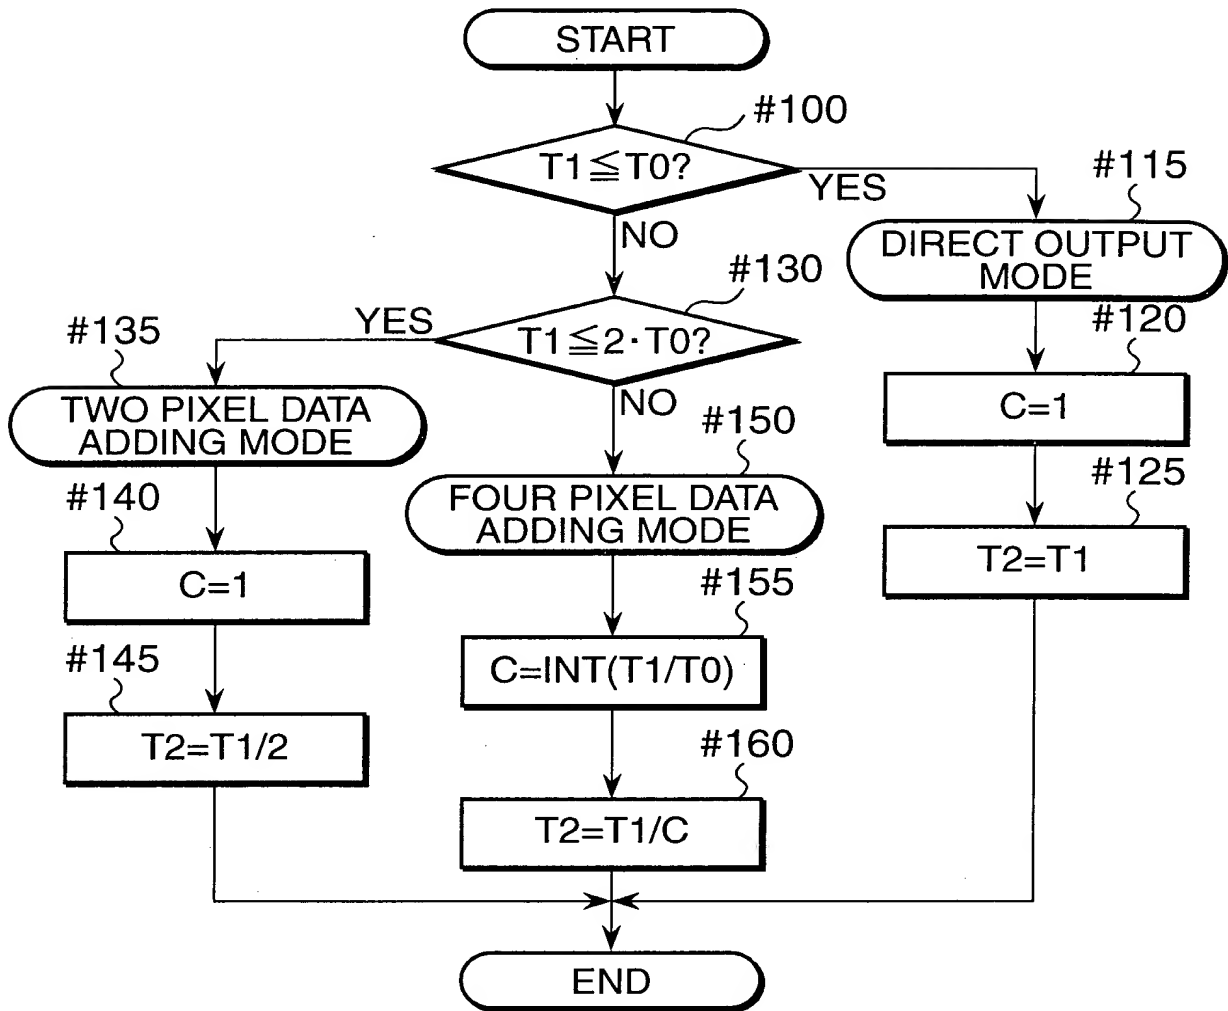 START
#100
T1≦T0?
YES
NO
#115
DIRECT OUTPUT
MODE
#130
T1≦2·T0?
YES
NO
#120
C=1
#135
TWO PIXEL DATA
ADDING MODE
#150
FOUR PIXEL DATA
ADDING MODE
#125
T2=T1
#140
C=1
#155
C=INT(T1/T0)
#145
T2=T1/2
#160
T2=T1/C
END